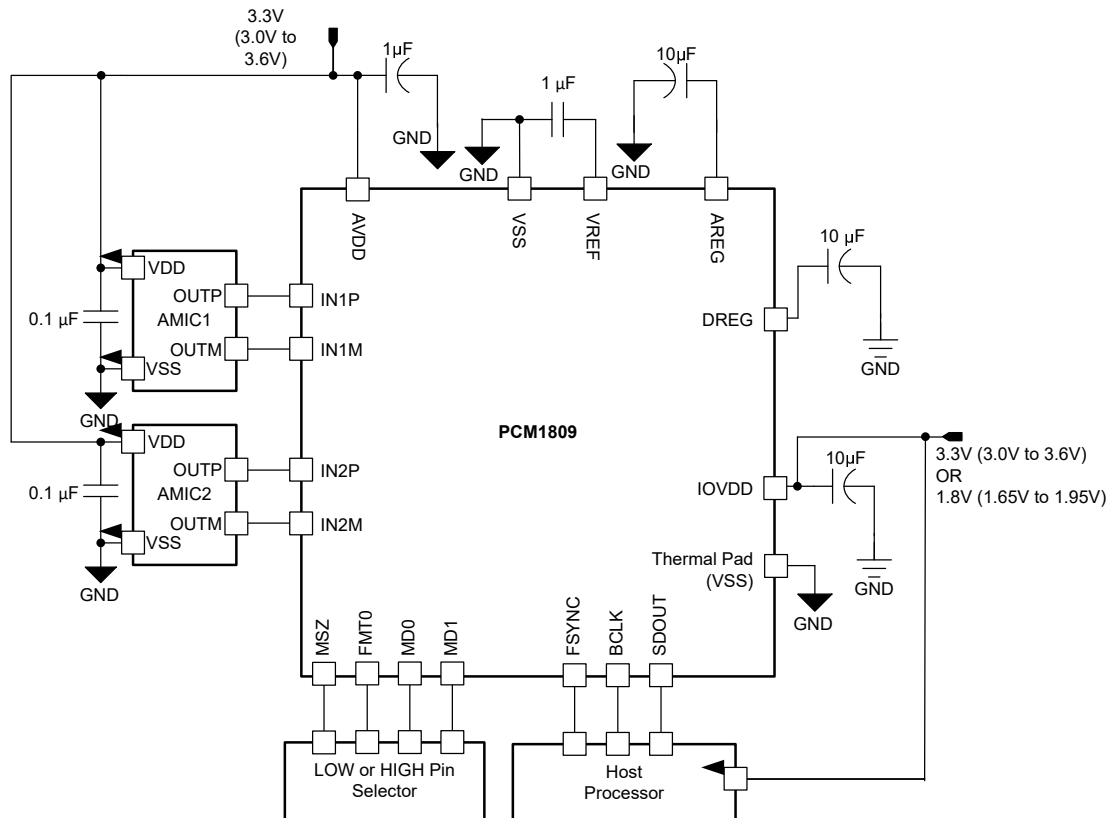 3.3V
(3.0V to
3.6V)
1µF
GND
1 µF
GND
10µF
GND
AVDD
VSS
VREF
AREG
VDD
OUTP
AMIC1
OUTM
VSS
0.1 µF
GND
IN1P
IN1M
10 µF
DREG
GND
PCM1809
VDD
OUTP
AMIC2
OUTM
VSS
0.1 µF
GND
IN2P
IN2M
IOVDD
10µF
GND
3.3V (3.0V to 3.6V)
OR
1.8V (1.65V to 1.95V)
Thermal Pad
(VSS)
GND
MSZ
FMT0
MD0
MD1
FSYNC
BCLK
SDOUT
LOW or HIGH Pin
Selector
Host
Processor